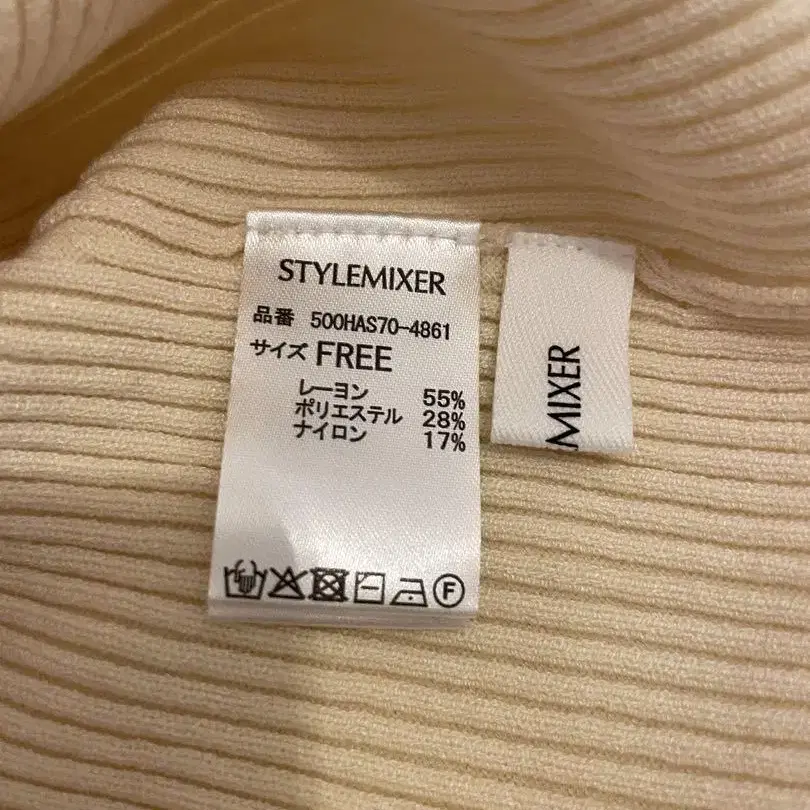 STYLEMIXER
品番 500HAS70-4861
サイズ FREE
レーヨン 55%
ポリエステル 28%
ナイロン 17%
F
MIXER